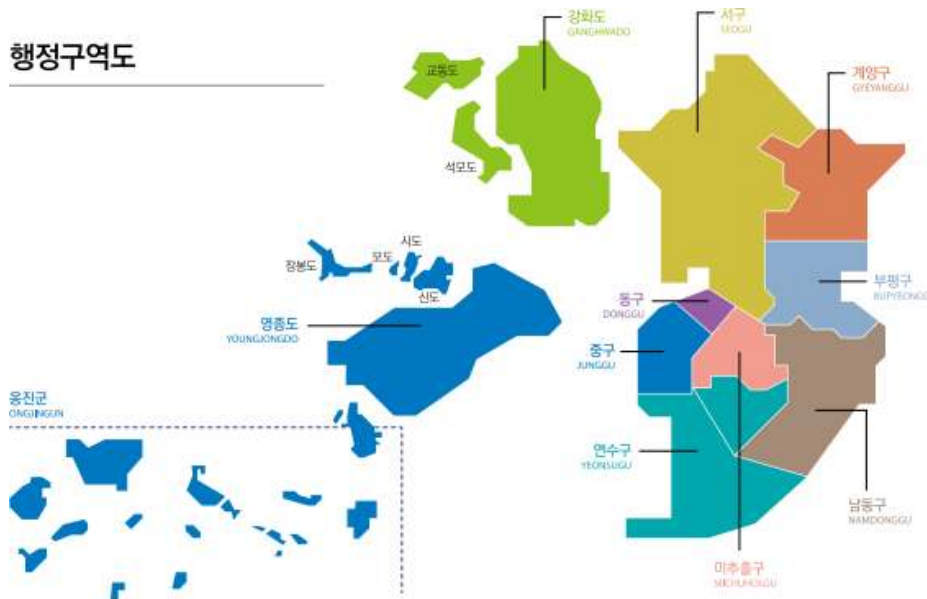 행정구역도
강화도
GANGHWADO
서구
SEOGU
계양구
GYEYANGGU
교동도
석모도
시도
모도
장봉도
신도
영종도
YOUNGJONGDO
동구
DONGGU
부평구
BUPYEONGG
중구
JUNGGU
옹진군
ONGJINGUN
연수구
YEONSUGU
남동구
NAMDONGGU
미추홀구
MICHUHOLGU